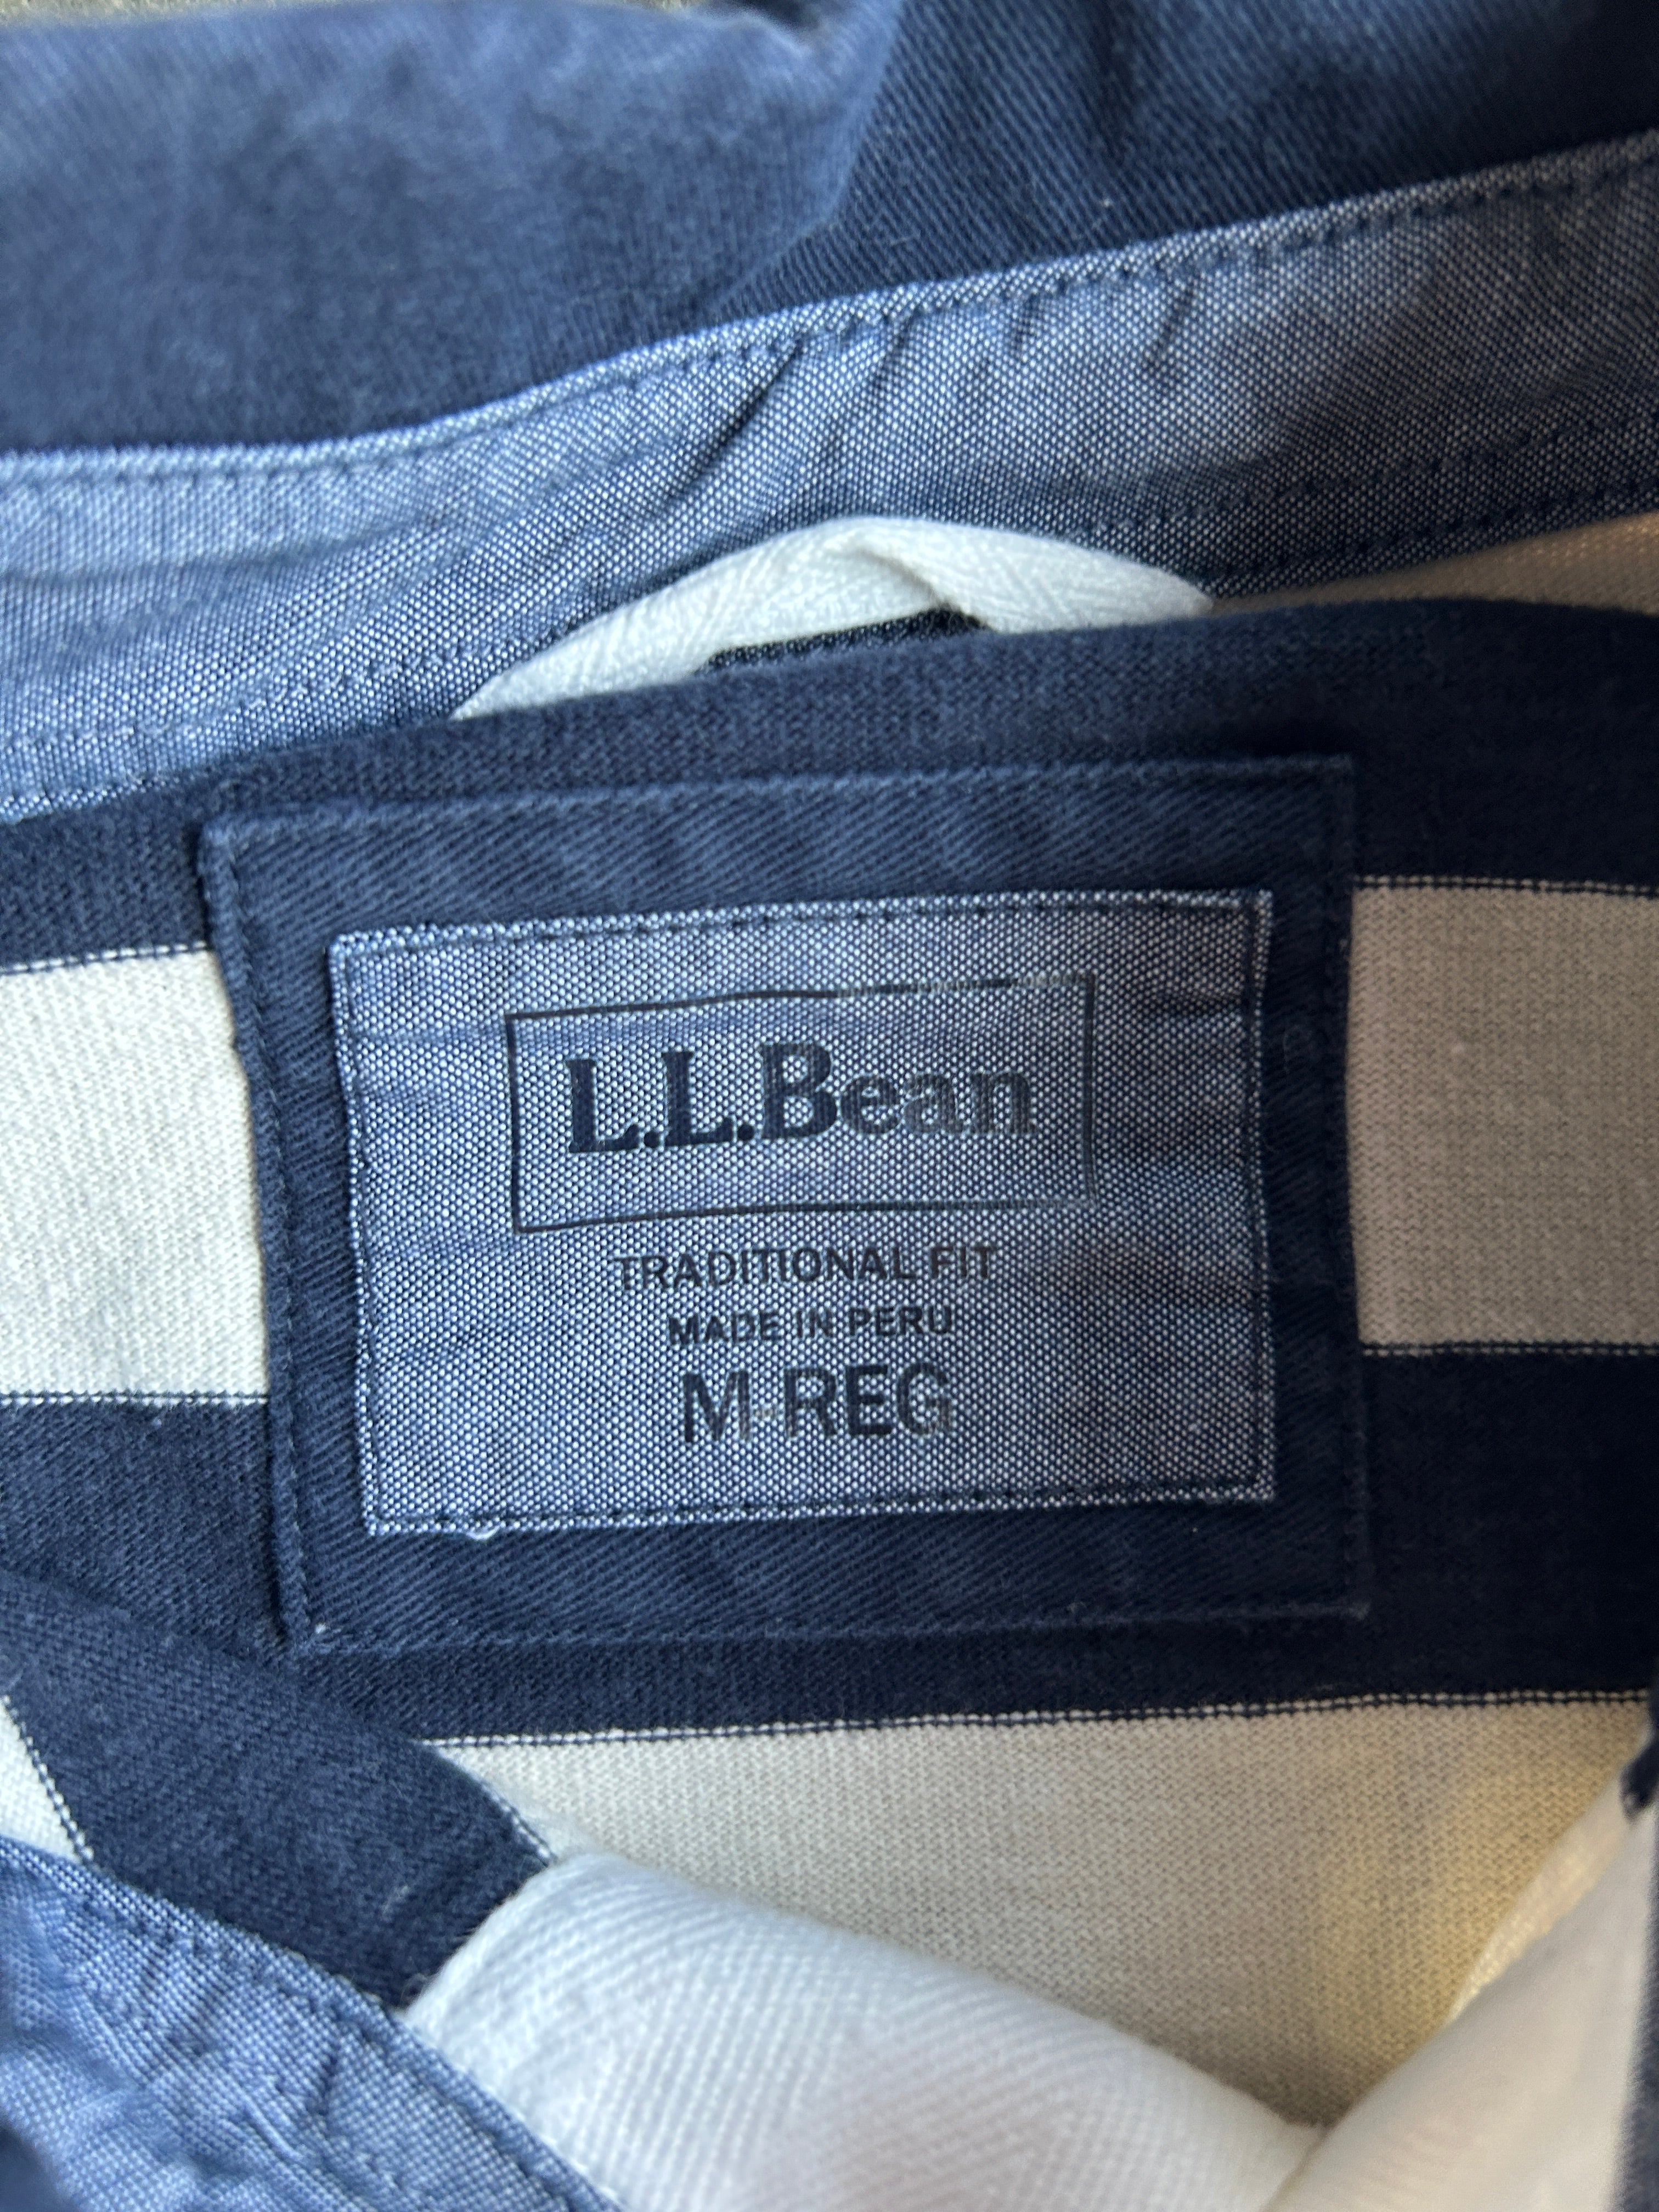 L.L.Bean
TRADITIONAL FIT
MADE IN PERU
M-REG